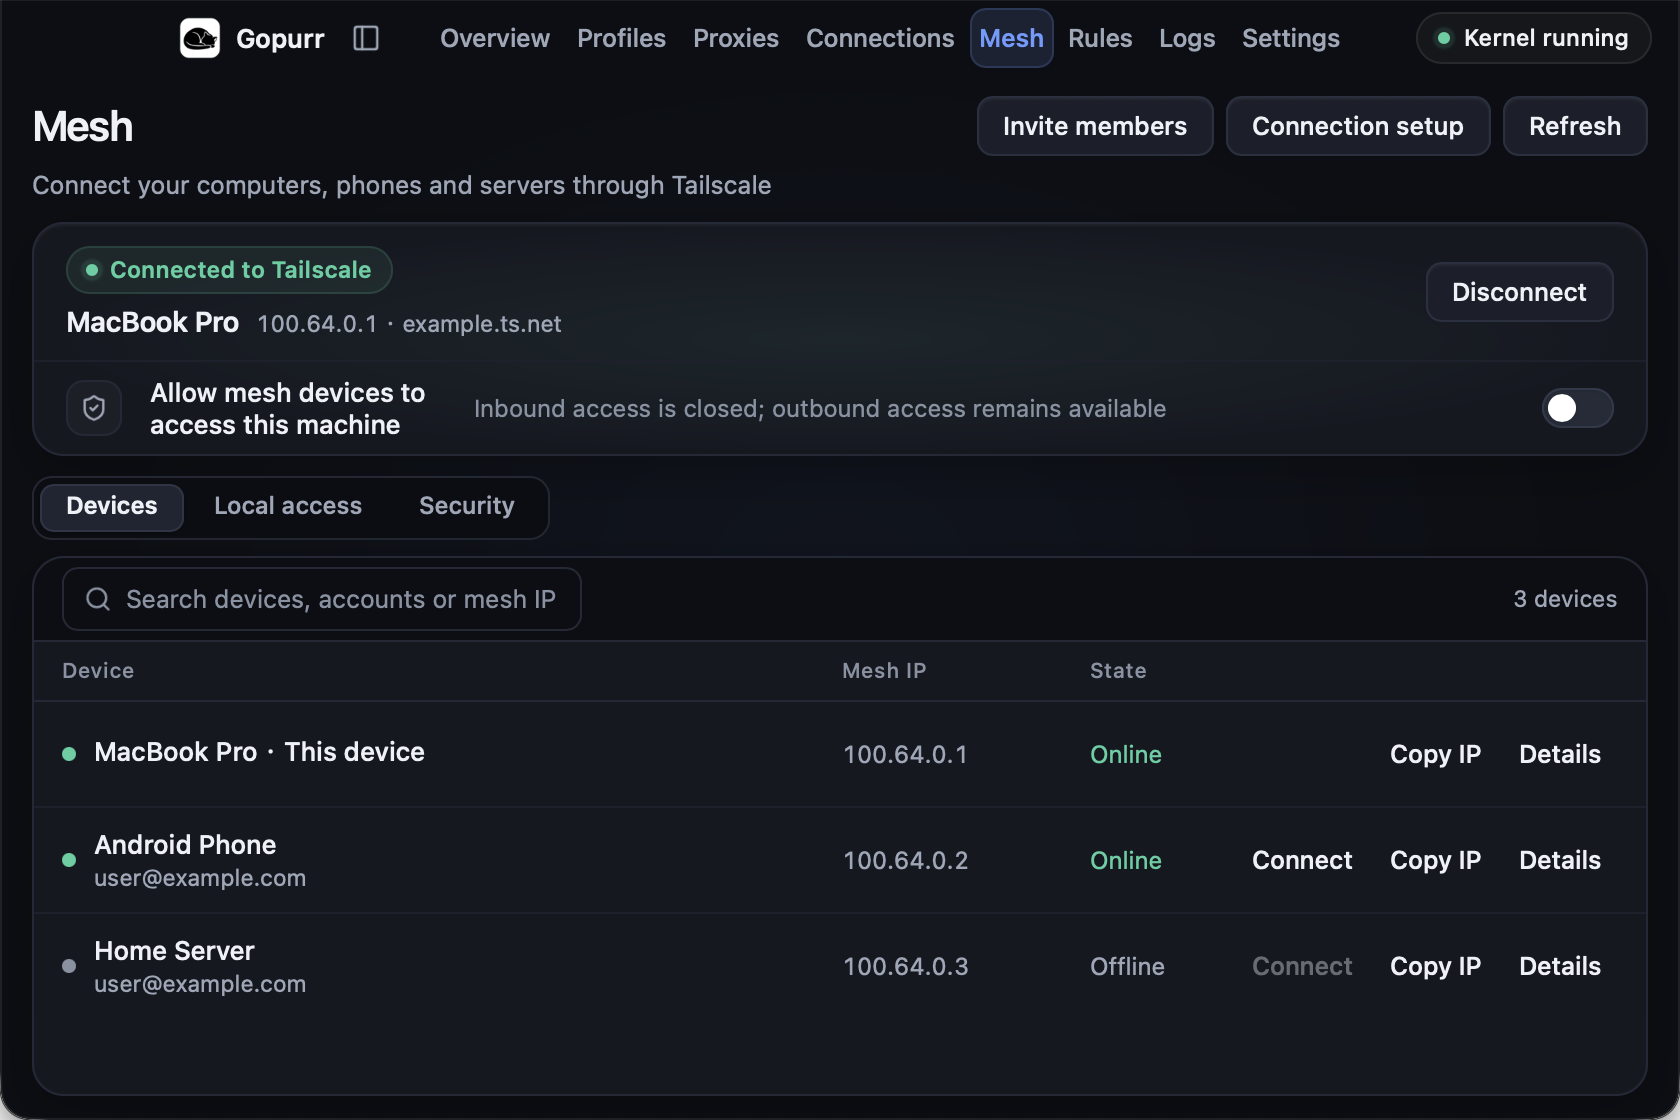 Gopurr
Overview
Profiles
Proxies
Connections
Mesh
Rules
Logs
Settings
Kernel running
Mesh
Invite members
Connection setup
Refresh
Connect your computers, phones and servers through Tailscale
Connected to Tailscale
MacBook Pro 100.64.0.1 · example.ts.net
Disconnect
Allow mesh devices to
access this machine
Inbound access is closed; outbound access remains available
Devices
Local access
Security
Search devices, accounts or mesh IP
3 devices
Device
Mesh IP
State
MacBook Pro · This device
100.64.0.1
Online
Copy IP
Details
Android Phone
user@example.com
100.64.0.2
Online
Connect
Copy IP
Details
Home Server
user@example.com
100.64.0.3
Offline
Connect
Copy IP
Details